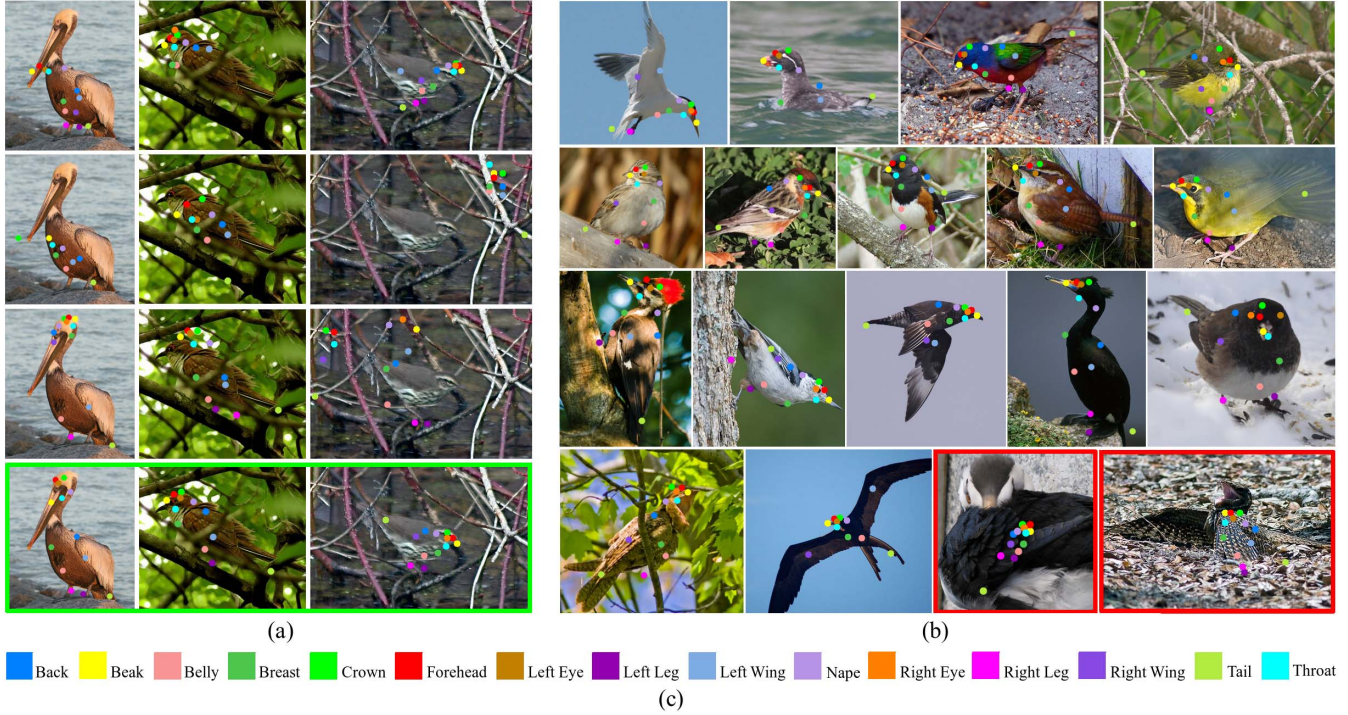 (a)
(b)
Back Beak Belly Breast Crown Forehead Left Eye Left Leg Left Wing Nape Right Eye Right Leg Right Wing Tail Throat
(c)